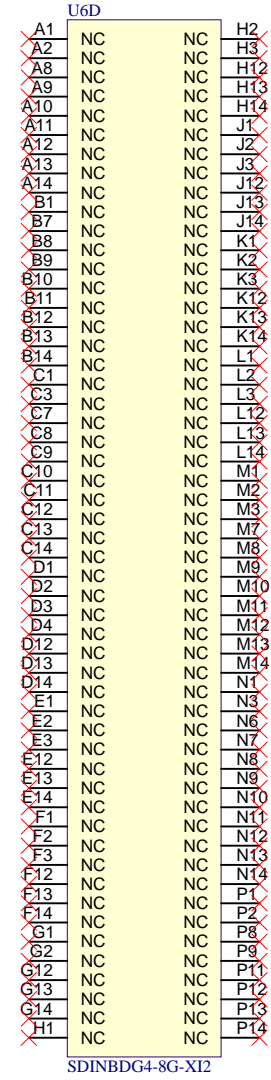 U6D
A1 NC NC H2
A2 NC NC H3
A8 NC NC H12
A9 NC NC H13
A10 NC NC H14
A11 NC NC J1
A12 NC NC J2
A13 NC NC J3
A14 NC NC J12
B1 NC NC J13
B7 NC NC J14
B8 NC NC K1
B9 NC NC K2
B10 NC NC K3
B11 NC NC K12
B12 NC NC K13
B13 NC NC K14
B14 NC NC L1
C1 NC NC L2
C3 NC NC L3
C7 NC NC L12
C8 NC NC L13
C9 NC NC L14
C10 NC NC M1
C11 NC NC M2
C12 NC NC M3
C13 NC NC M7
C14 NC NC M8
D1 NC NC M9
D2 NC NC M10
D3 NC NC M11
D4 NC NC M12
D12 NC NC M13
D13 NC NC M14
D14 NC NC N1
E1 NC NC N3
E2 NC NC N6
E3 NC NC N7
E12 NC NC N8
E13 NC NC N9
E14 NC NC N10
F1 NC NC N11
F2 NC NC N12
F3 NC NC N13
F12 NC NC N14
F13 NC NC P1
F14 NC NC P2
G1 NC NC P8
G2 NC NC P9
G12 NC NC P11
G13 NC NC P12
G14 NC NC P13
H1 NC NC P14
SDINBDG4-8G-XI2